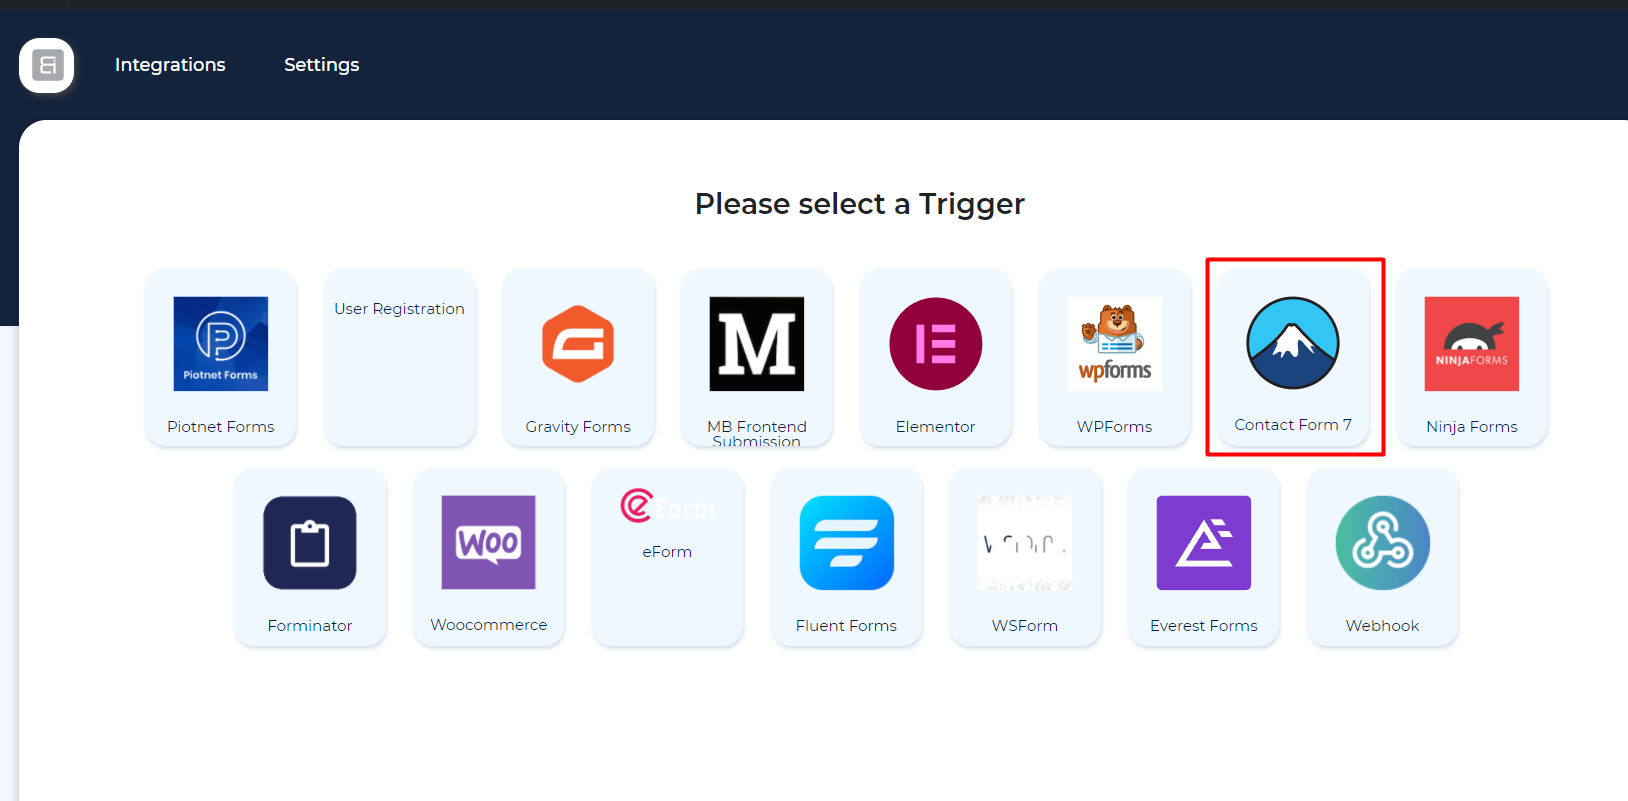 Integrations
Settings
Please select a Trigger
Piotnet Forms
Piotnet Forms
User Registration
Gravity Forms
M
MB Frontend
Submission
Elementor
wpforms
WPForms
Contact Form 7
NINJAFORMS
Ninja Forms
Forminator
WOO
Woocommerce
eForm
eForm
Fluent Forms
WSForm
Everest Forms
Webhook